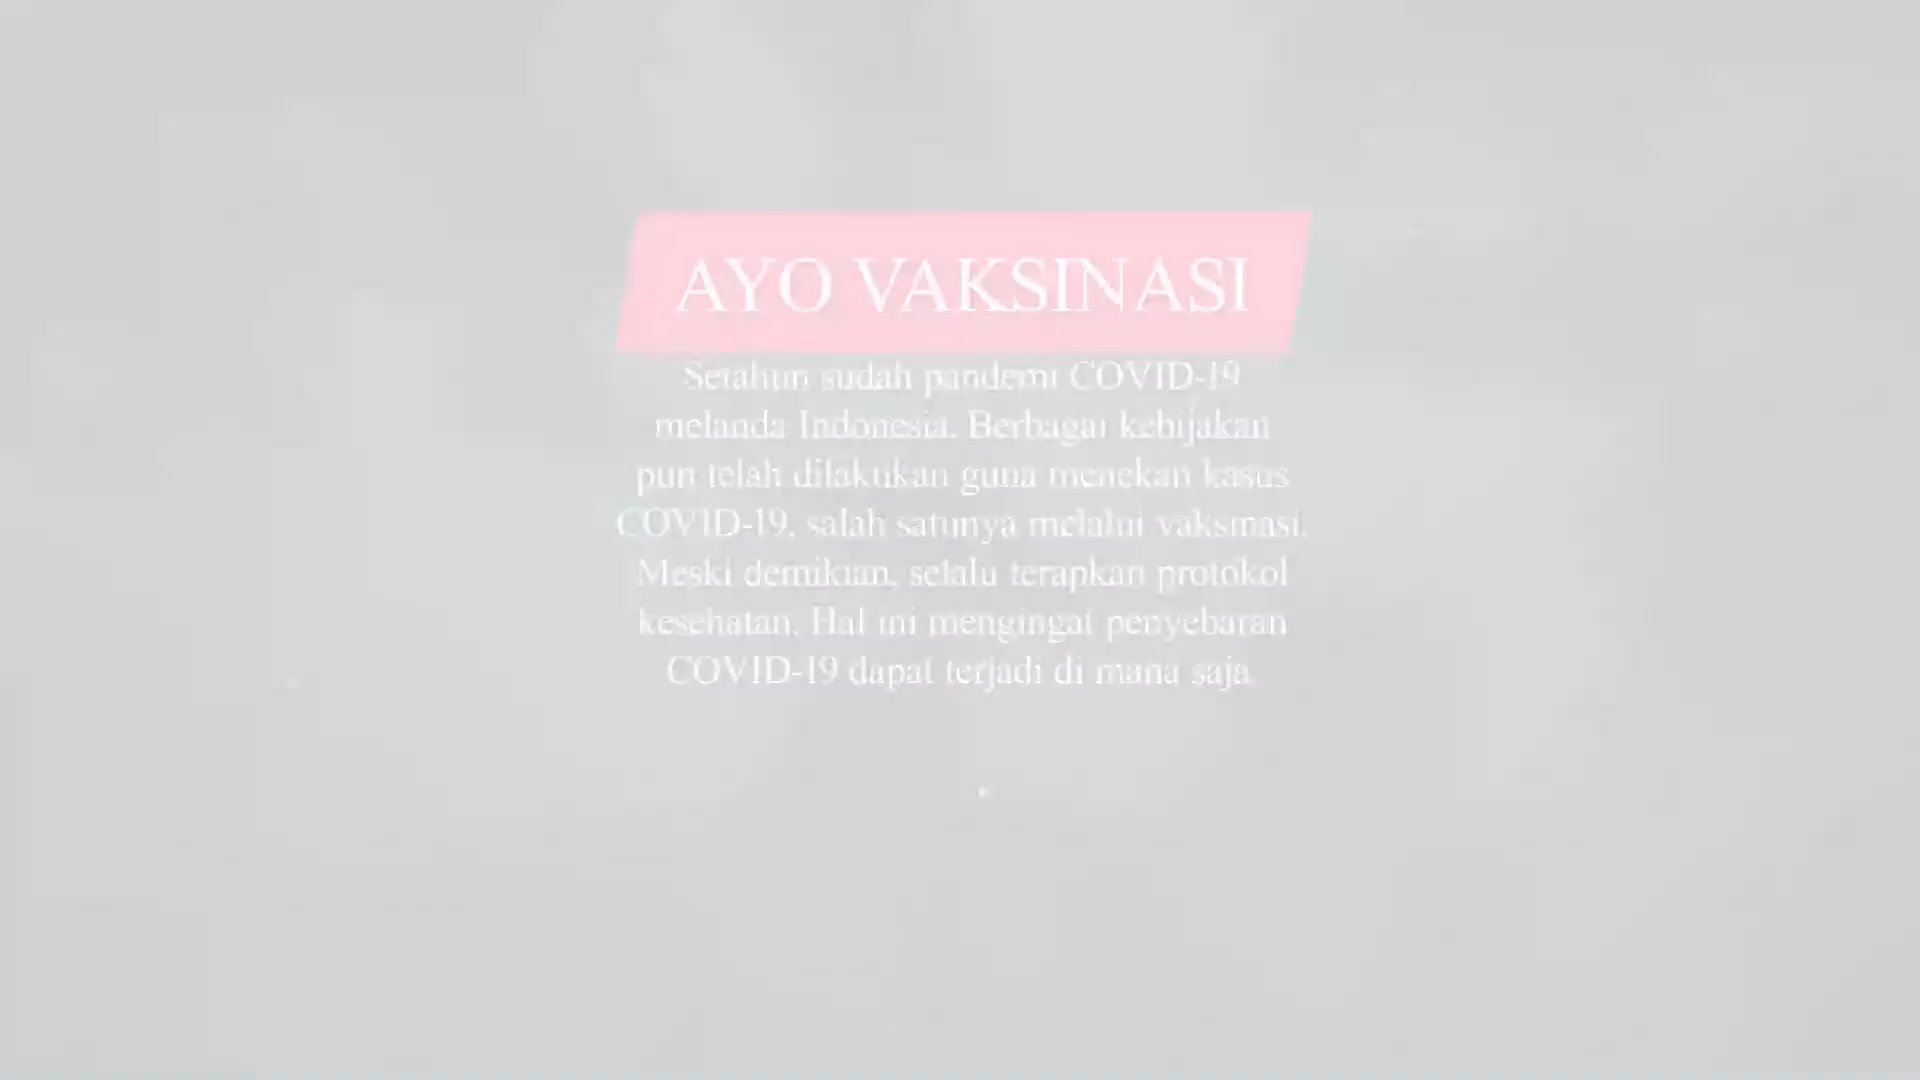 AYO VAKSINASI
Setahun sudah pandemi COVID-19
melanda Indonesia. Berbagai kebijakan
pun telah dilakukan guna menekan kasus
COVID-19, salah satunya melalui vaksinasi.
Meski demikian, selalu terapkan protokol
kesehatan. Hal ini mengingat penyebaran
COVID-19 dapat terjadi di mana saja.